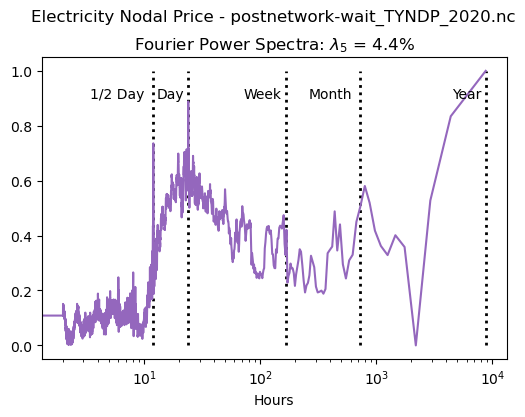 Electricity Nodal Price - postnetwork-wait_TYNDP_2020.nc
Fourier Power Spectra: λ₅ = 4.4%
1/2 Day Day Week Month Year
1.0
0.8
0.6
0.4
0.2
0.0
10¹ 10² 10³ 10⁴
Hours